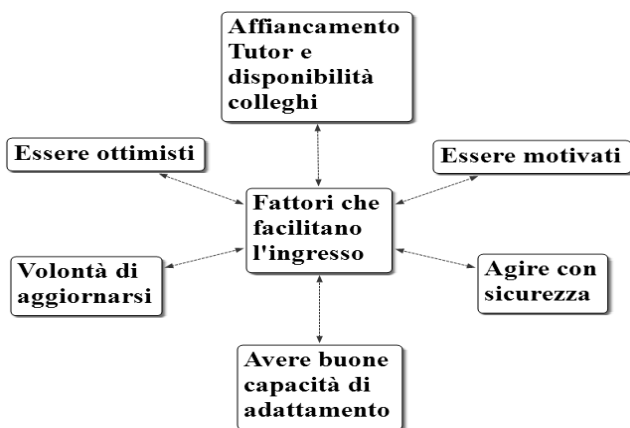 Affiancamento
Tutor e
disponibilità
colleghi
Essere ottimisti
Essere motivati
Fattori che
facilitano
l'ingresso
Volontà di
aggiornarsi
Agire con
sicurezza
Avere buone
capacità di
adattamento